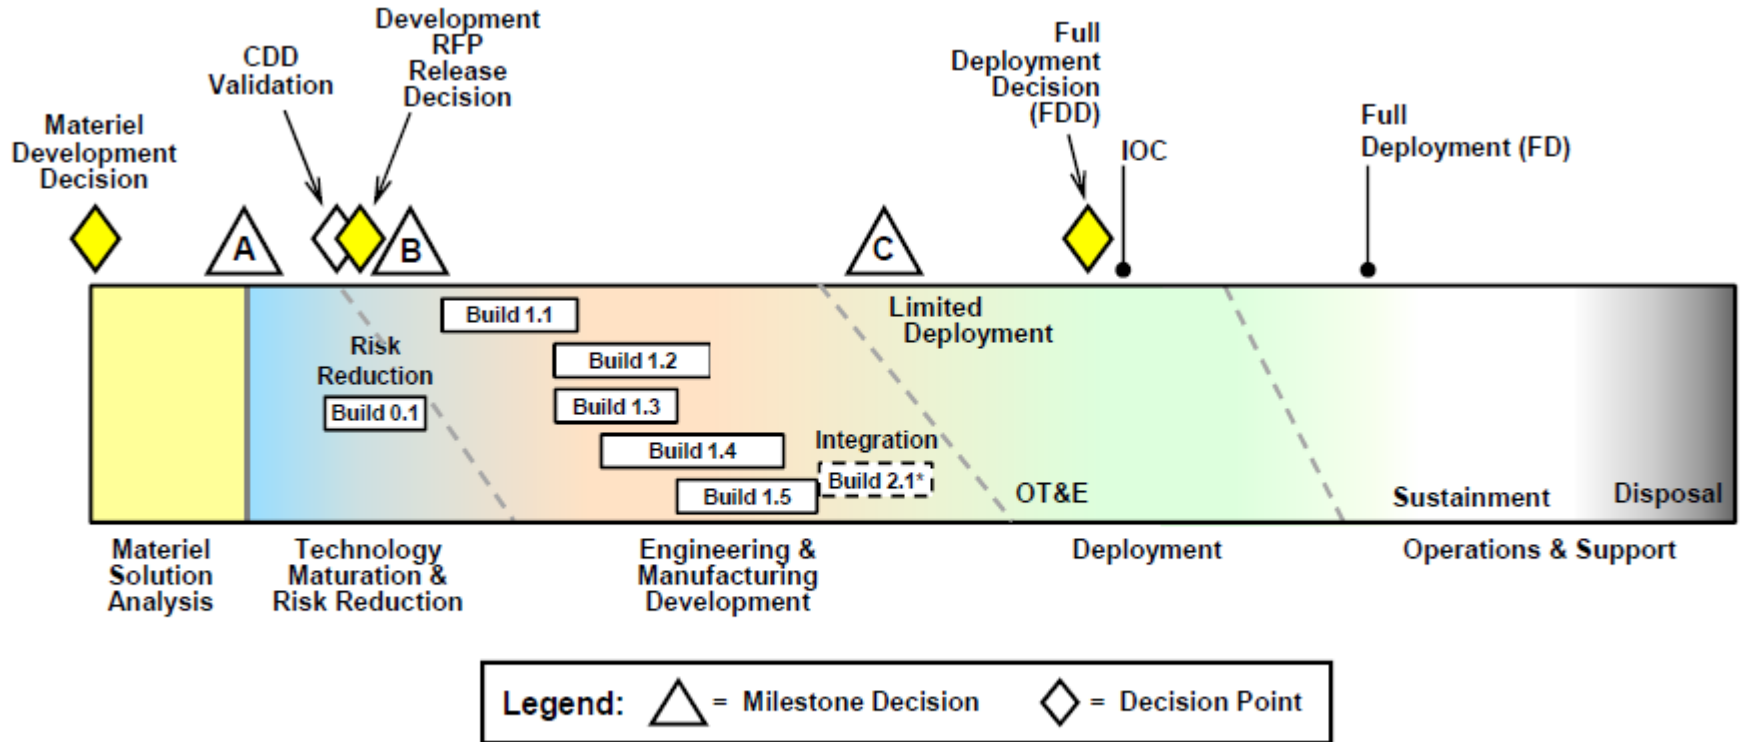 Materiel
Development
Decision
CDD
Validation
Development
RFP
Release
Decision
Full
Deployment
Decision
(FDD)
IOC
Full
Deployment (FD)
A
B
C
Build 1.1
Risk
Reduction
Build 0.1
Build 1.2
Build 1.3
Build 1.4
Build 1.5
Integration
Build 2.1*
Limited
Deployment
OT&E
Sustainment
Disposal
Materiel
Solution
Analysis
Technology
Maturation &
Risk Reduction
Engineering &
Manufacturing
Development
Deployment
Operations & Support
Legend:
= Milestone Decision
= Decision Point